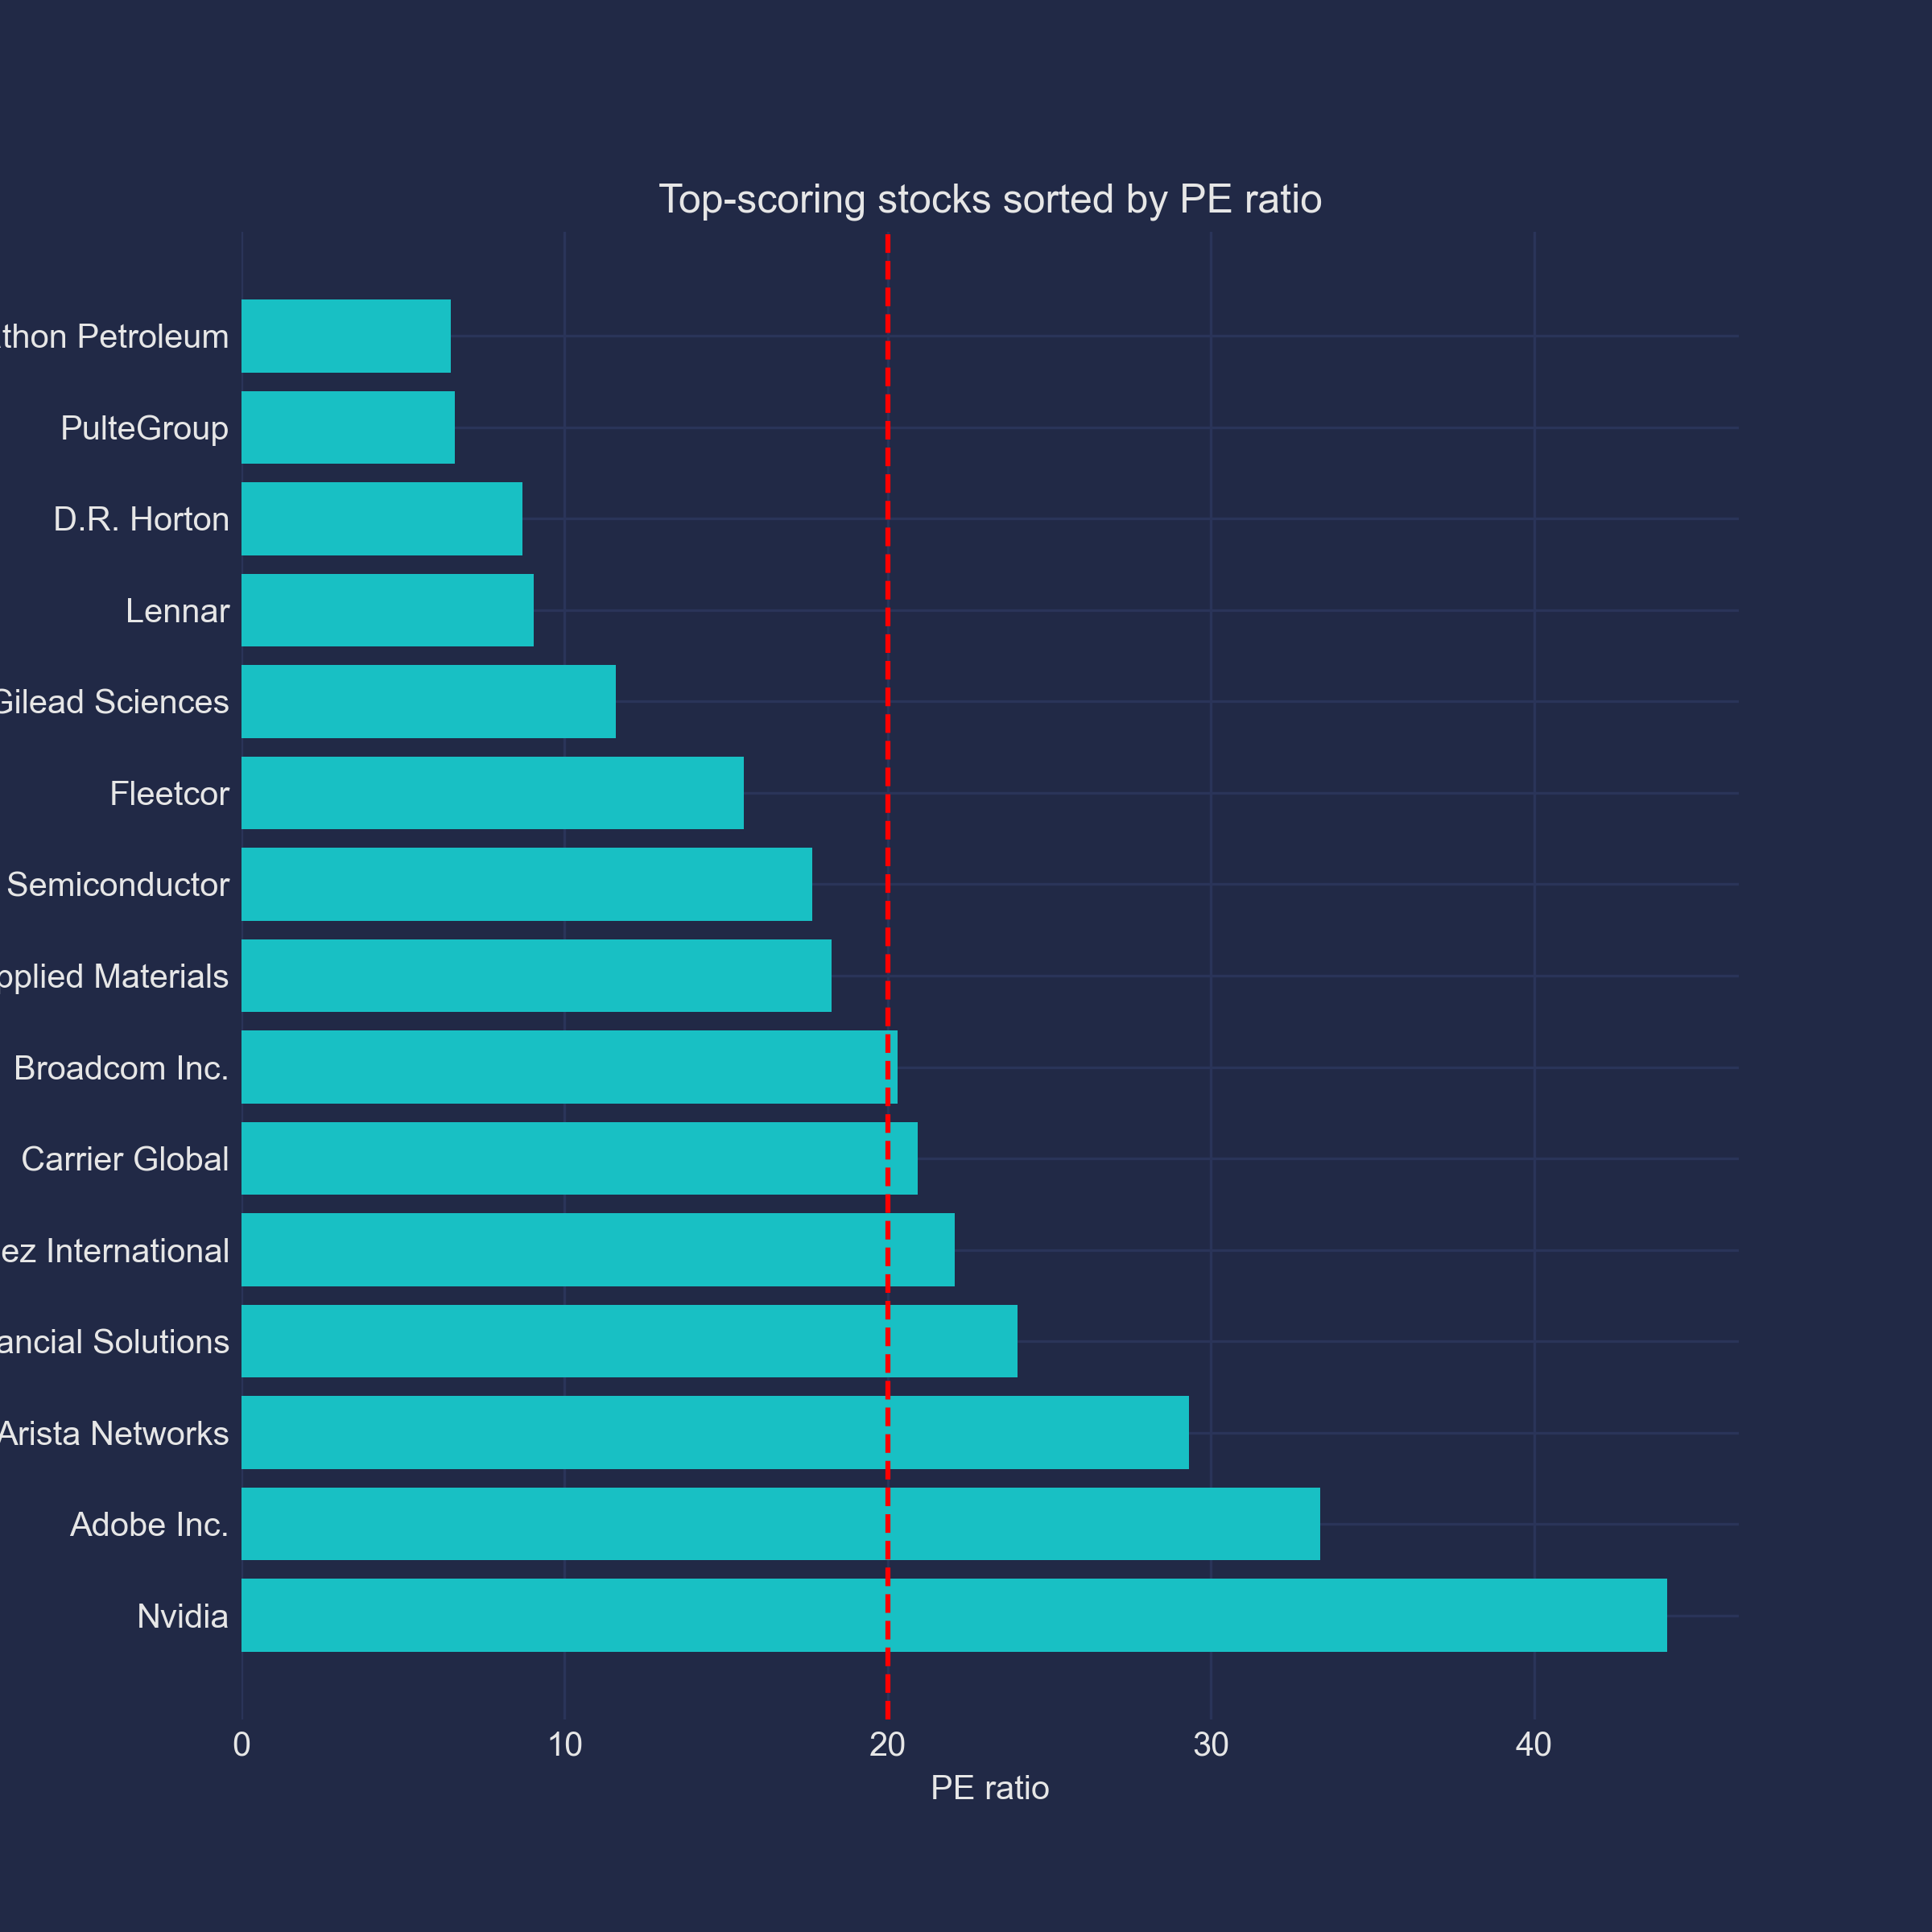 Top-scoring stocks sorted by PE ratio
thon Petroleum
PulteGroup
D.R. Horton
Lennar
Gilead Sciences
Fleetcor
Semiconductor
pplied Materials
Broadcom Inc.
Carrier Global
ez International
ancial Solutions
Arista Networks
Adobe Inc.
Nvidia
0 10 20 30 40
PE ratio